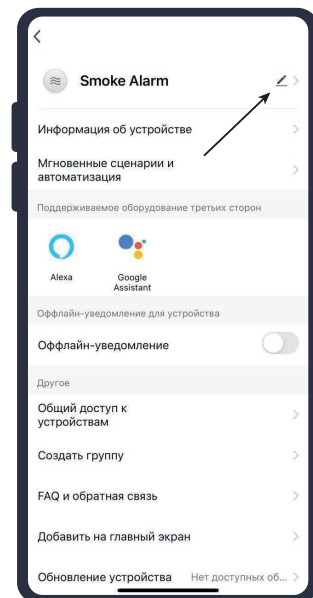 Smoke Alarm
Информация об устройстве
Мгновенные сценарии и
автоматизация
Поддерживаемое оборудование третьих сторон
Alexa
Google
Assistant
Оффлайн-уведомление для устройства
Оффлайн-уведомление
Другое
Общий доступ к
устройствам
Создать группу
FAQ и обратная связь
Добавить на главный экран
Обновление устройства Нет доступных об...